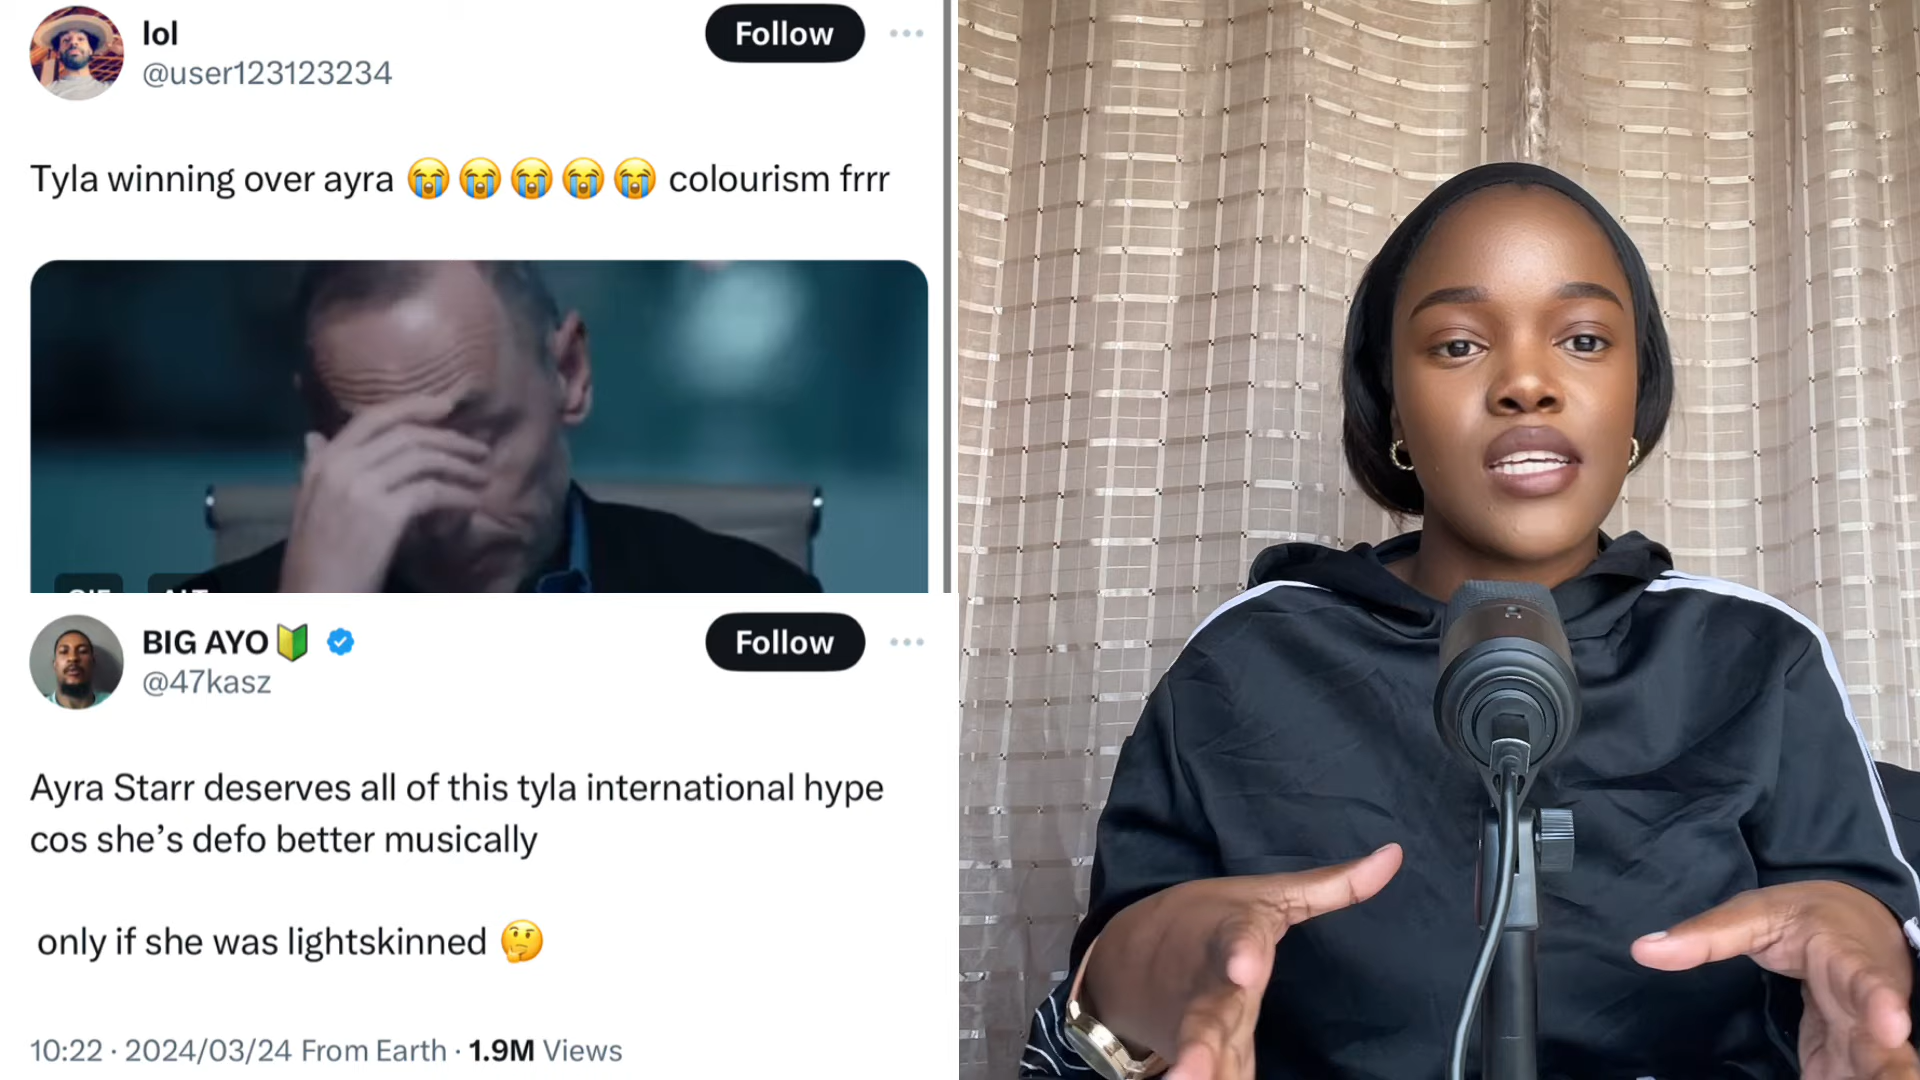 lol
@user123123234
Follow
Tyla winning over ayra 😭😭😭😭😭 colourism frrr
GIF ALT
BIG AYO🔰
@47kasz
Follow
Ayra Starr deserves all of this tyla international hype
cos she’s defo better musically
only if she was lightskinned 🤔
10:22 · 2024/03/24 From Earth · 1.9M Views